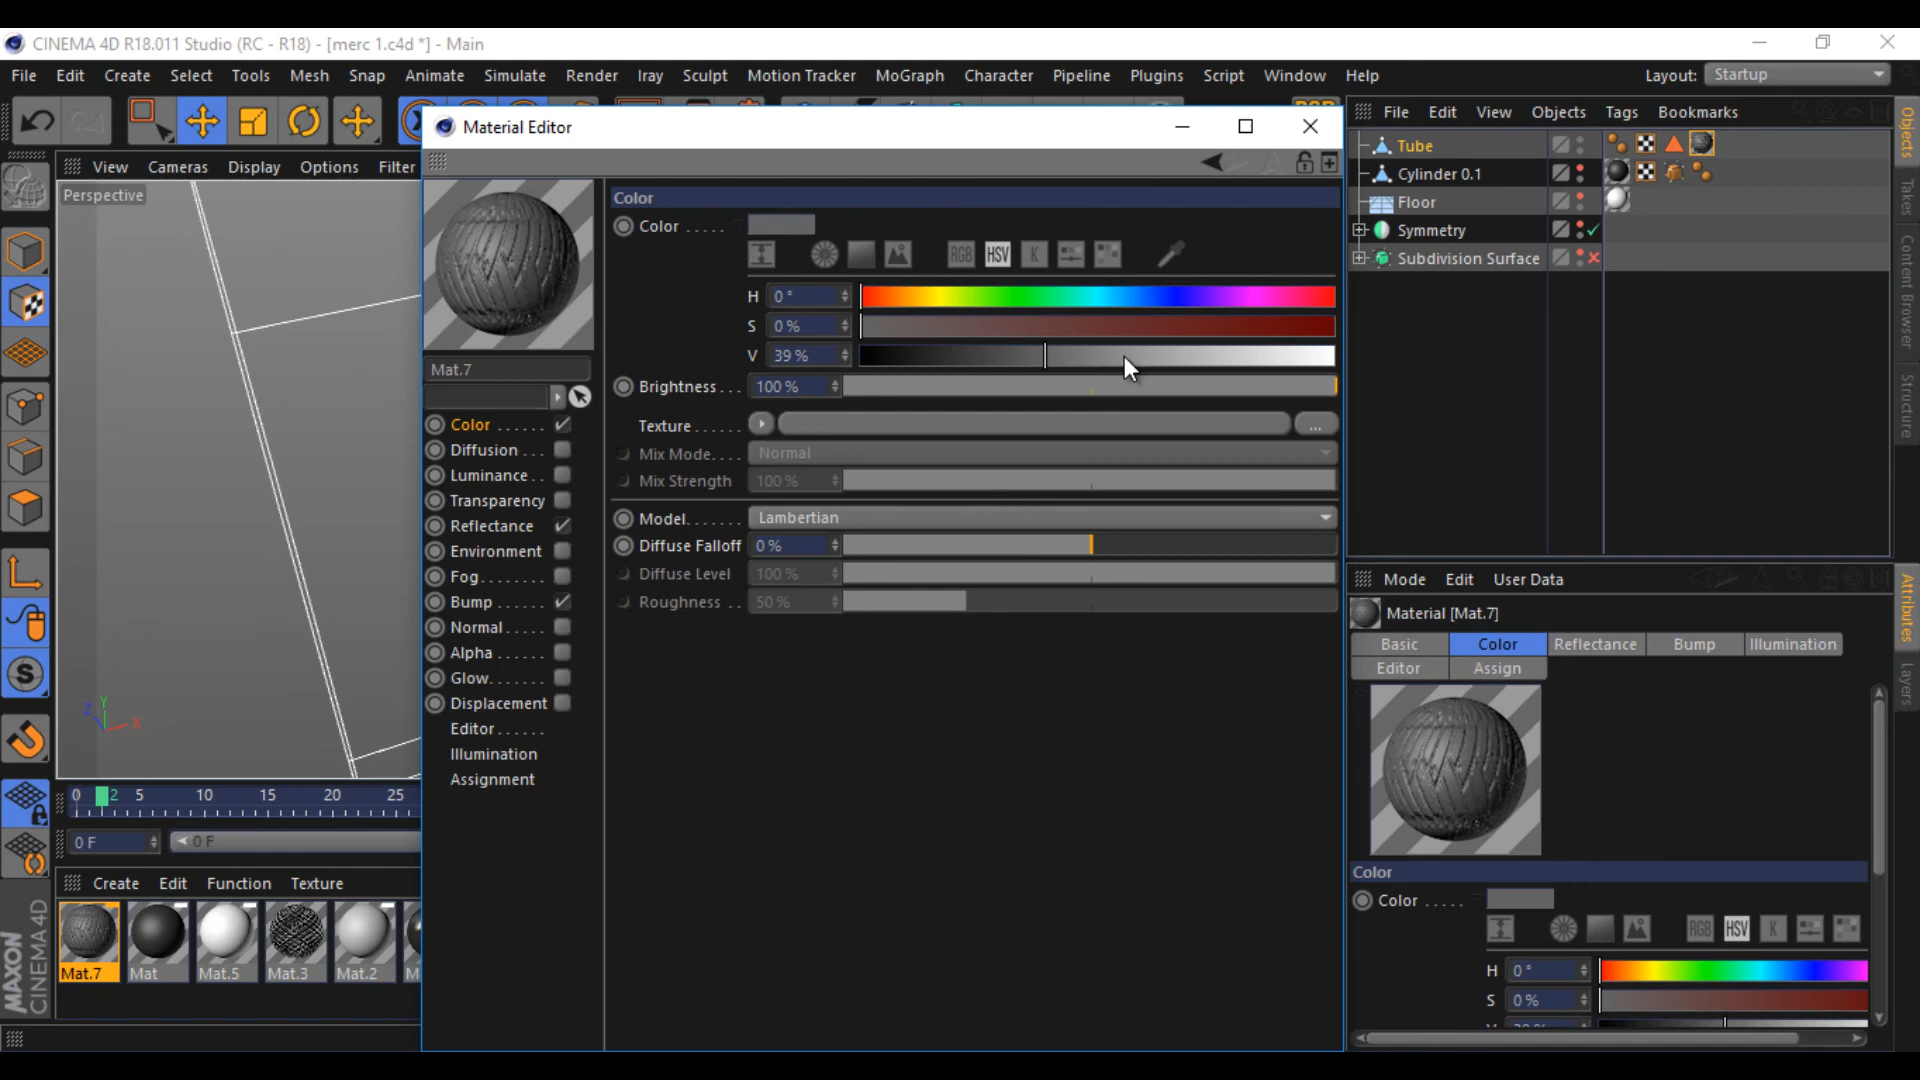 CINEMA 4D R18.011 Studio (RC - R18) - [merc 1.c4d *] - Main
File Edit Create Select Tools Mesh Snap Animate Simulate Render Iray Sculpt Motion Tracker MoGraph Character Pipeline Plugins Script Window Help Layout: Startup
Material Editor
File Edit View Objects Tags Bookmarks
View Cameras Display Options Filter
Perspective
Tube
Cylinder 0.1
Floor
Symmetry
Subdivision Surface
Objects
Takes
Content Browser
Structure
Color
Color . . . . .
RGB HSV K
H 0 °
S 0 %
V 39 %
Brightness . . . 100 %
Texture . . . . . . ...
Mix Mode. . . . Normal
Mix Strength 100 %
Model. . . . . . . Lambertian
Diffuse Falloff 0 %
Diffuse Level 100 %
Roughness . . 50 %
Mat.7
Color . . . . . .
Diffusion . . .
Luminance . .
Transparency
Reflectance
Environment
Fog. . . . . . . .
Bump . . . . . .
Normal . . . . .
Alpha . . . . . .
Glow. . . . . . .
Displacement
Editor . . . . . .
Illumination
Assignment
Z Y X
0 2 5 10 15 20 25
0 F 0 F
Create Edit Function Texture
Mat.7 Mat Mat.5 Mat.3 Mat.2
MAXON
CINEMA 4D
Mode Edit User Data
Material [Mat.7]
Basic Color Reflectance Bump Illumination
Editor Assign
Attributes
Layers
Color
Color . . . . .
RGB HSV K
H 0 °
S 0 %